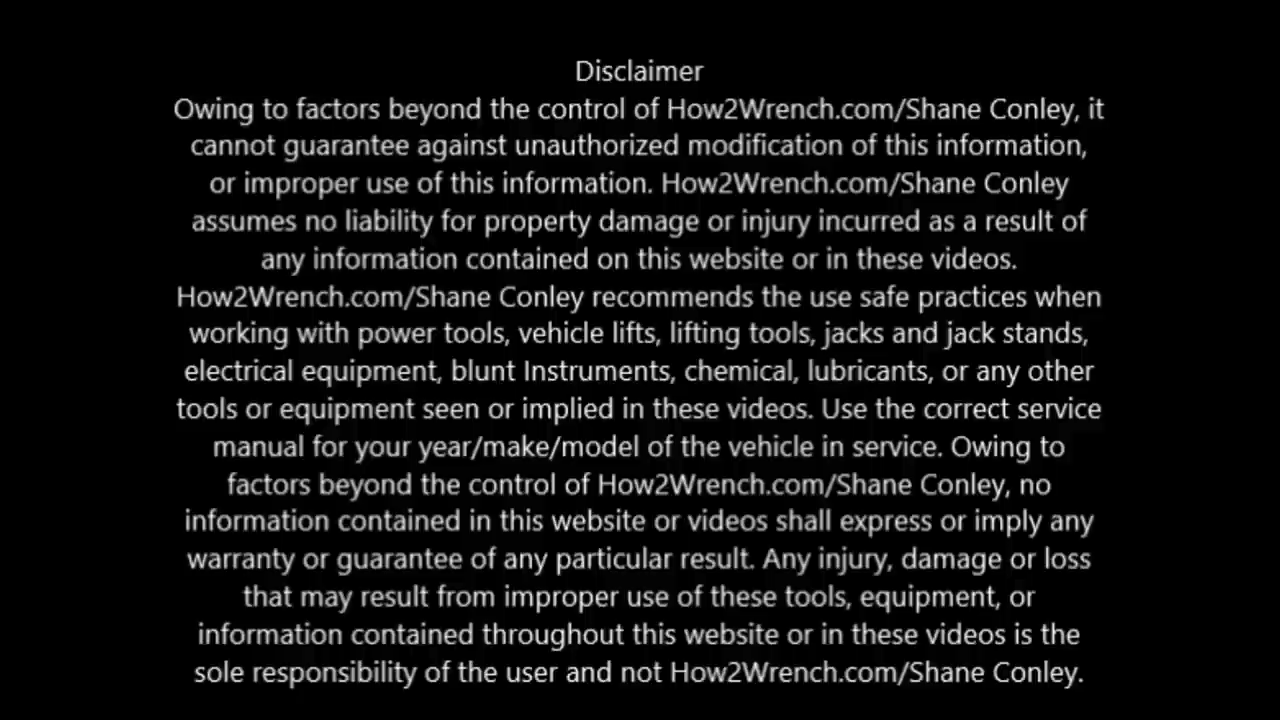 Disclaimer
Owing to factors beyond the control of How2Wrench.com/Shane Conley, it
cannot guarantee against unauthorized modification of this information,
or improper use of this information. How2Wrench.com/Shane Conley
assumes no liability for property damage or injury incurred as a result of
any information contained on this website or in these videos.
How2Wrench.com/Shane Conley recommends the use safe practices when
working with power tools, vehicle lifts, lifting tools, jacks and jack stands,
electrical equipment, blunt Instruments, chemical, lubricants, or any other
tools or equipment seen or implied in these videos. Use the correct service
manual for your year/make/model of the vehicle in service. Owing to
factors beyond the control of How2Wrench.com/Shane Conley, no
information contained in this website or videos shall express or imply any
warranty or guarantee of any particular result. Any injury, damage or loss
that may result from improper use of these tools, equipment, or
information contained throughout this website or in these videos is the
sole responsibility of the user and not How2Wrench.com/Shane Conley.